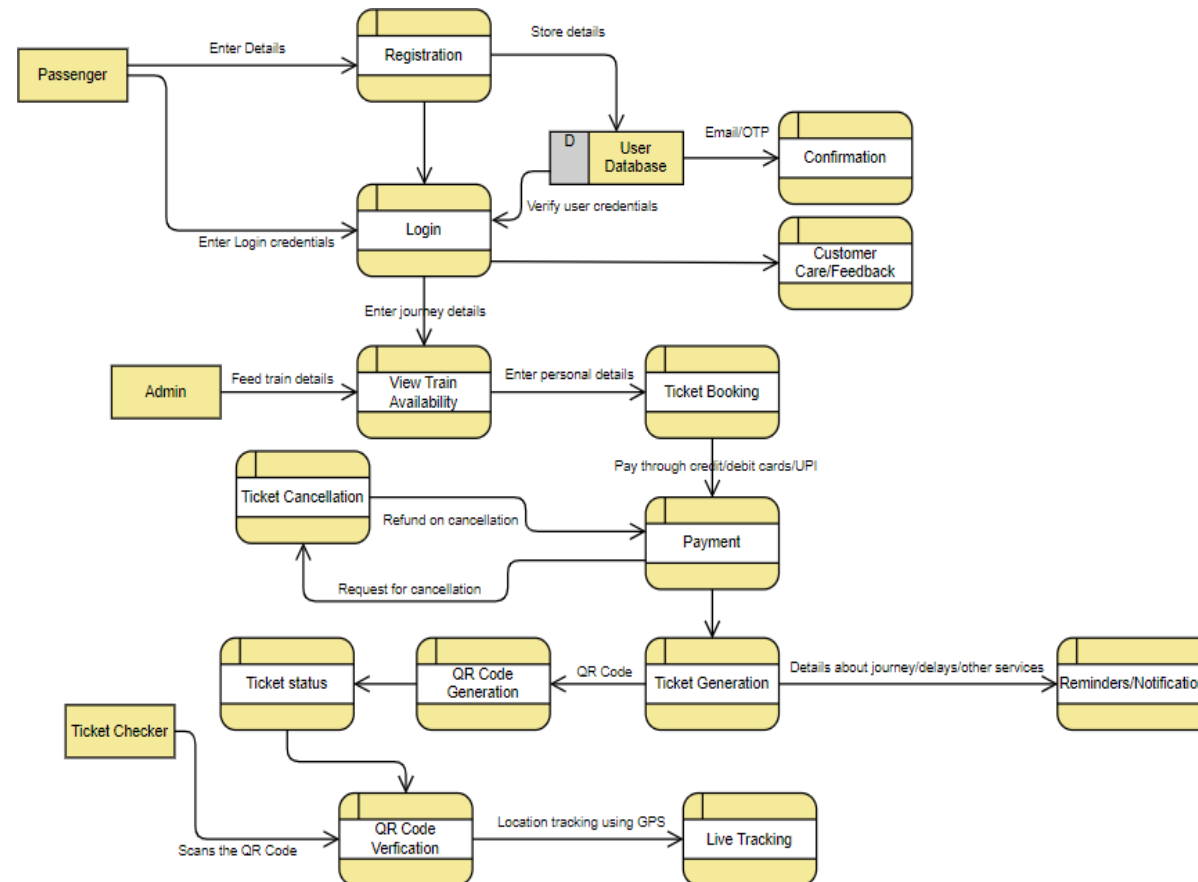 Enter Details
Registration
Store details
Passenger
D
User
Database
Email/OTP
Confirmation
Verify user credentials
Login
Enter Login credentials
Customer
Care/Feedback
Enter journey details
Admin
Feed train details
View Train
Availability
Enter personal details
Ticket Booking
Pay through credit/debit cards/UPI
Ticket Cancellation
Refund on cancellation
Payment
Request for cancellation
Ticket status
QR Code
Generation
QR Code
Ticket Generation
Details about journey/delays/other services
Reminders/Notification
Ticket Checker
Scans the QR Code
QR Code
Verfication
Location tracking using GPS
Live Tracking